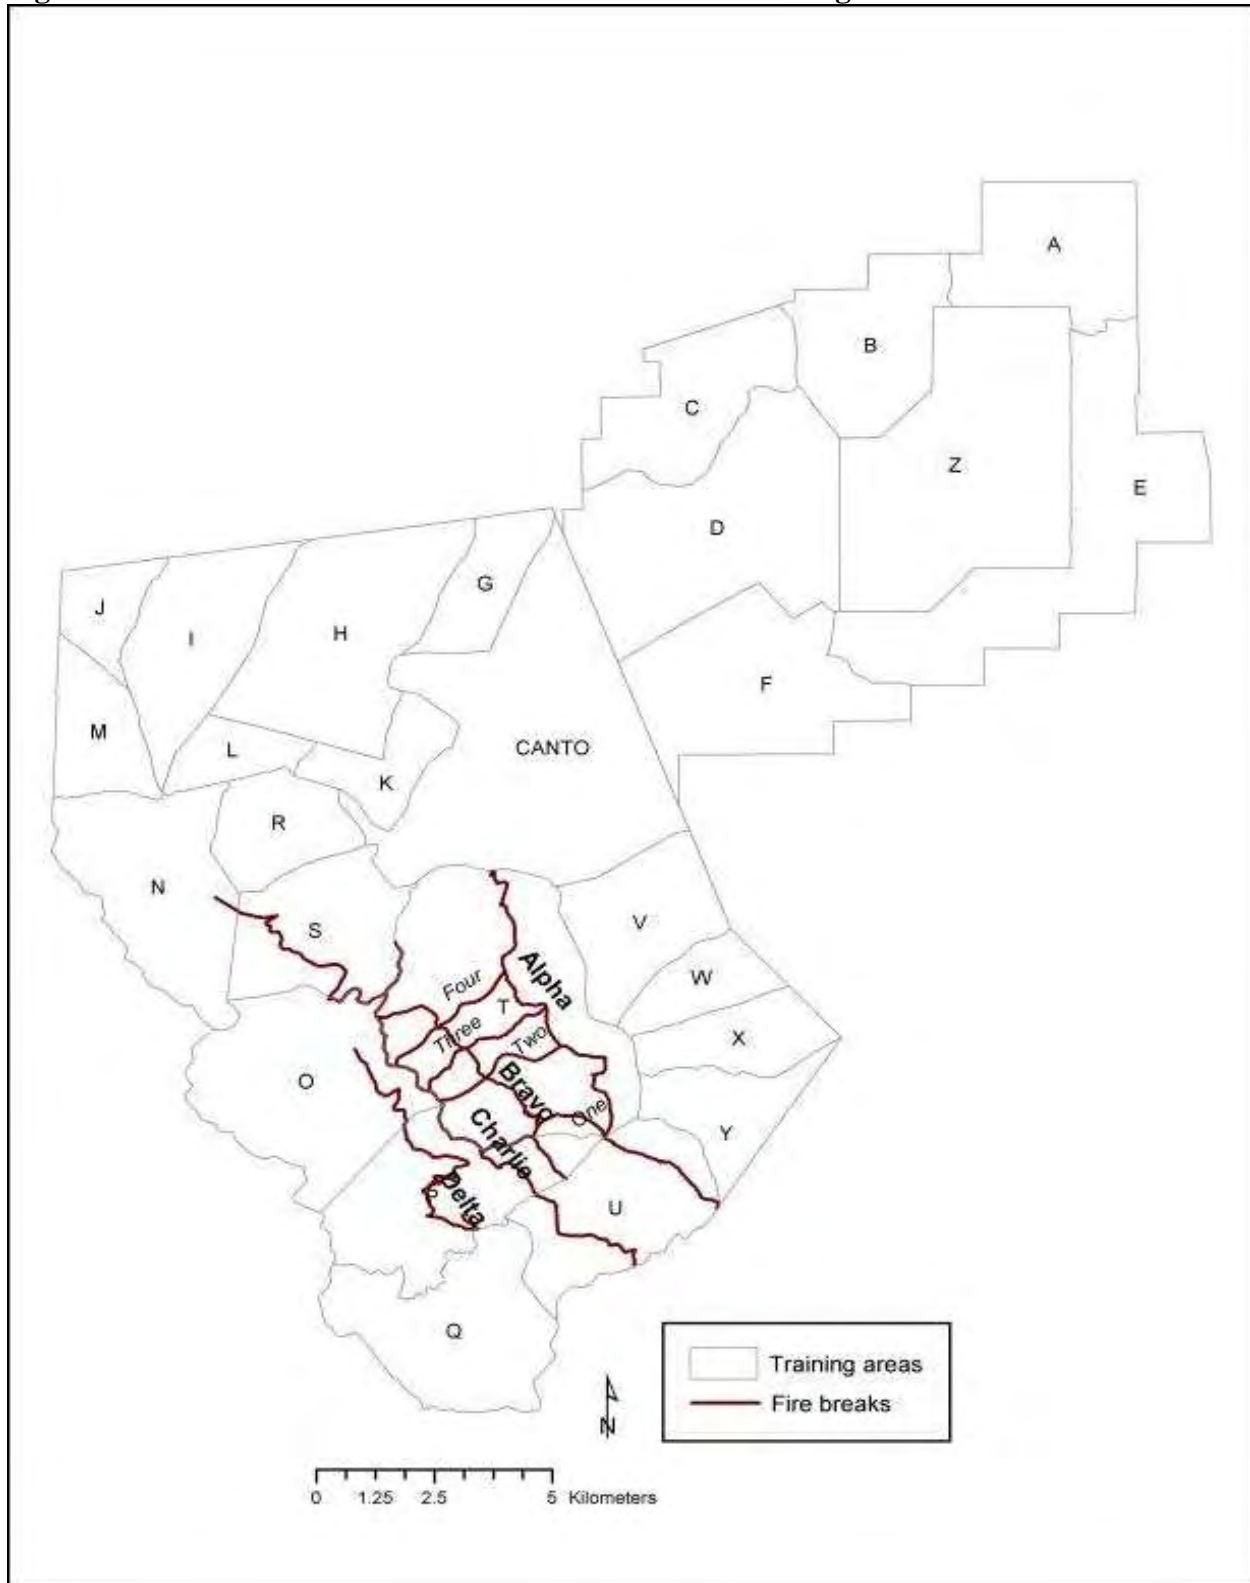 A
B
C
Z
E
D
G
J
H
I
F
M
L
CANTO
K
R
N
V
S
Alpha
W
Four
T
Three
Two
X
O
Bravo
One
Charlie
Y
Delta
U
Q
Training areas
Fire breaks
N
0 1.25 2.5 5 Kilometers